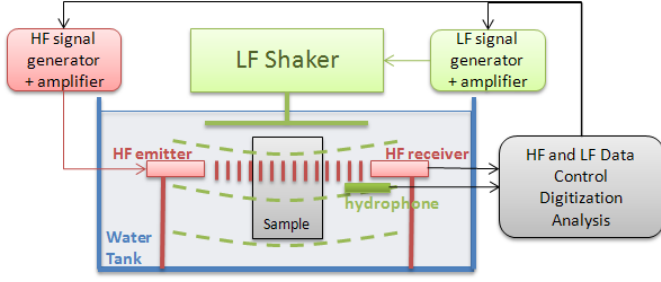 HF signal
generator
+ amplifier
LF Shaker
LF signal
generator
+ amplifier
HF emitter
HF receiver
hydrophone
Sample
Water
Tank
HF and LF Data
Control
Digitization
Analysis